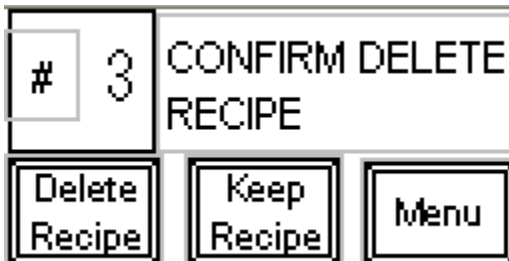 # 3
CONFIRM DELETE
RECIPE
Delete
Recipe
Keep
Recipe
Menu